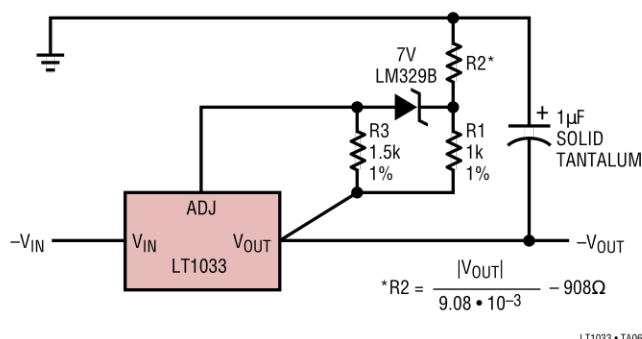 7V
LM329B
R2*
R3
1.5k
1%
R1
1k
1%
+
1µF
SOLID
TANTALUM
ADJ
–VIN
VIN
VOUT
–VOUT
LT1033
*R2 = |VOUT| / 9.08 • 10–3 – 908Ω
LT1033 • TA06